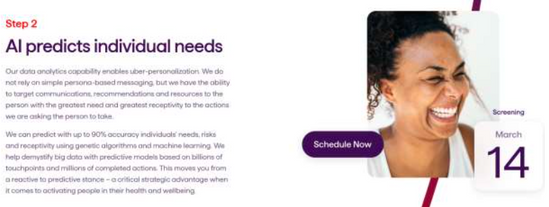 Step 2
AI predicts individual needs
Our data analytics capability enables uber-personalization. We do
not rely on simple persona-based messaging, but we have the ability
to target communications, recommendations and resources to the
person with the greatest need and greatest receptivity to the actions
we are asking the person to take.
We can predict with up to 90% accuracy individuals' needs, risks
and receptivity using genetic algorithms and machine learning. We
help demystify big data with predictive models based on billions of
touchpoints and millions of completed actions. This moves you from
a reactive to predictive stance – a critical strategic advantage when
it comes to activating people in their health and wellbeing.
Schedule Now
Screening
March
14